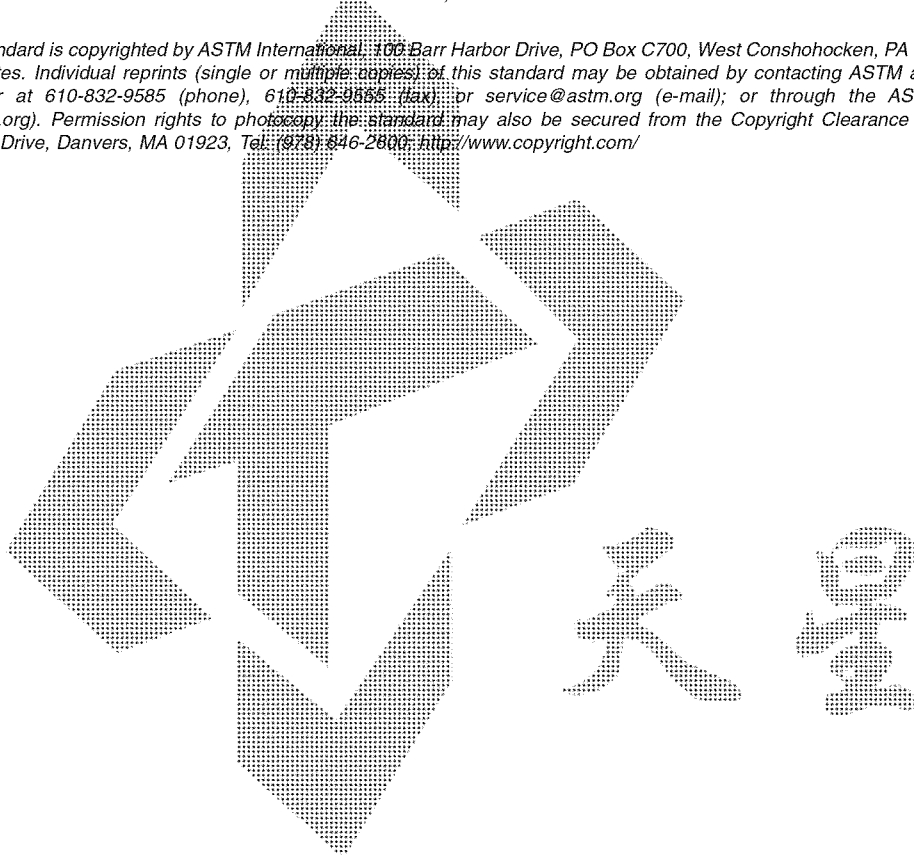 ndard is copyrighted by ASTM International, 100 Barr Harbor Drive, PO Box C700, West Conshohocken, PA
tes. Individual reprints (single or multiple copies) of this standard may be obtained by contacting ASTM a
r at 610-832-9585 (phone), 610-832-9555 (fax), or service@astm.org (e-mail); or through the AS
.org). Permission rights to photocopy the standard may also be secured from the Copyright Clearance
Drive, Danvers, MA 01923, Tel: (978) 646-2600; http://www.copyright.com/
天星